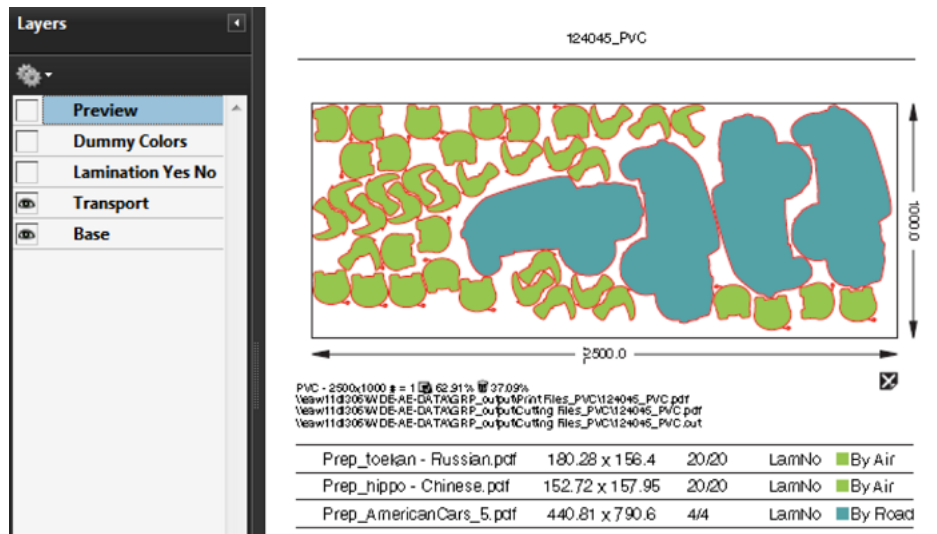 Layers
Preview
Dummy Colors
Lamination Yes No
Transport
Base
124045_PVC
1000.0
2500.0
PVC - 2500x1000 # = 1 62.91% 37.09%
\\eaw11d306\WDE-AE-DATA\GRP_output\Print Files_PVC\124045_PVC.pdf
\\eaw11d306\WDE-AE-DATA\GRP_output\Cutting Files_PVC\124045_PVC.pdf
\\eaw11d306\WDE-AE-DATA\GRP_output\Cutting Files_PVC\124045_PVC.out
Prep_toekan - Russian.pdf 180.28 x 156.4 20/20 LamNo By Air
Prep_hippo - Chinese.pdf 152.72 x 157.95 20/20 LamNo By Air
Prep_AmericanCars_5.pdf 440.81 x 790.6 4/4 LamNo By Road